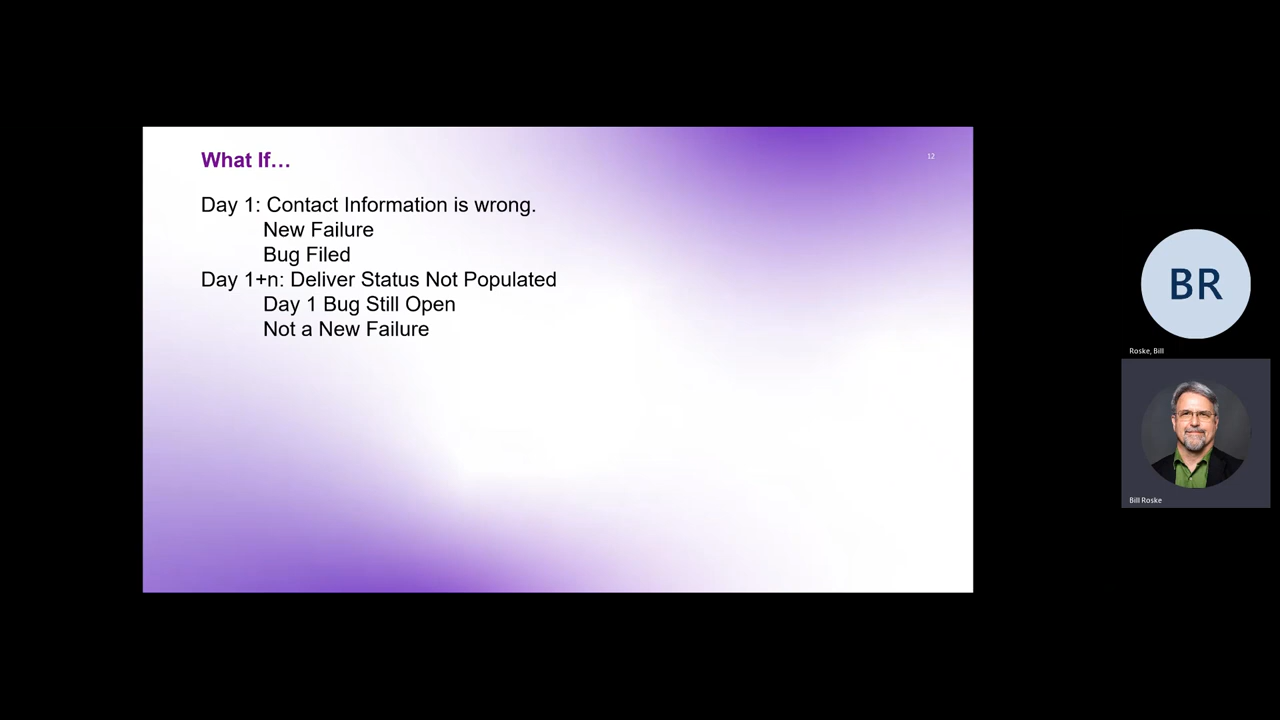 What If…
12
Day 1: Contact Information is wrong.
New Failure
Bug Filed
Day 1+n: Deliver Status Not Populated
Day 1 Bug Still Open
Not a New Failure
BR
Roske, Bill
Bill Roske